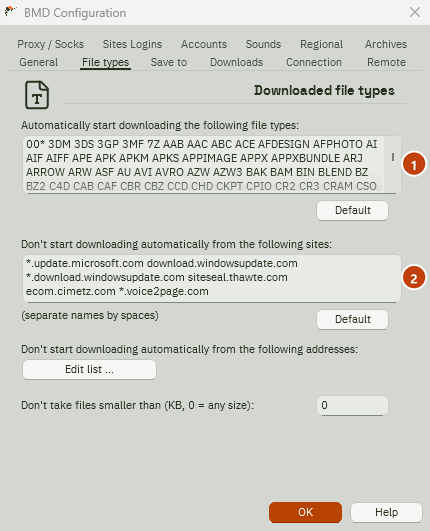 BMD Configuration
Proxy / Socks Sites Logins Accounts Sounds Regional Archives
General File types Save to Downloads Connection Remote
Downloaded file types
Automatically start downloading the following file types:
00* 3DM 3DS 3GP 3MF 7Z AAB AAC ABC ACE AFDESIGN AFPHOTO AI
AIF AIFF APE APK APKM APKS APPIMAGE APPX APPXBUNDLE ARJ
ARROW ARW ASF AU AVI AVRO AZW AZW3 BAK BAM BIN BLEND BZ
BZ2 C4D CAB CAF CBR CBZ CCD CHD CKPT CPIO CR2 CR3 CRAM CSO
1
Default
Don't start downloading automatically from the following sites:
*.update.microsoft.com download.windowsupdate.com
*.download.windowsupdate.com siteseal.thawte.com
ecom.cimetz.com *.voice2page.com
2
(separate names by spaces)
Default
Don't start downloading automatically from the following addresses:
Edit list ...
Don't take files smaller than (KB, 0 = any size):
0
OK
Help